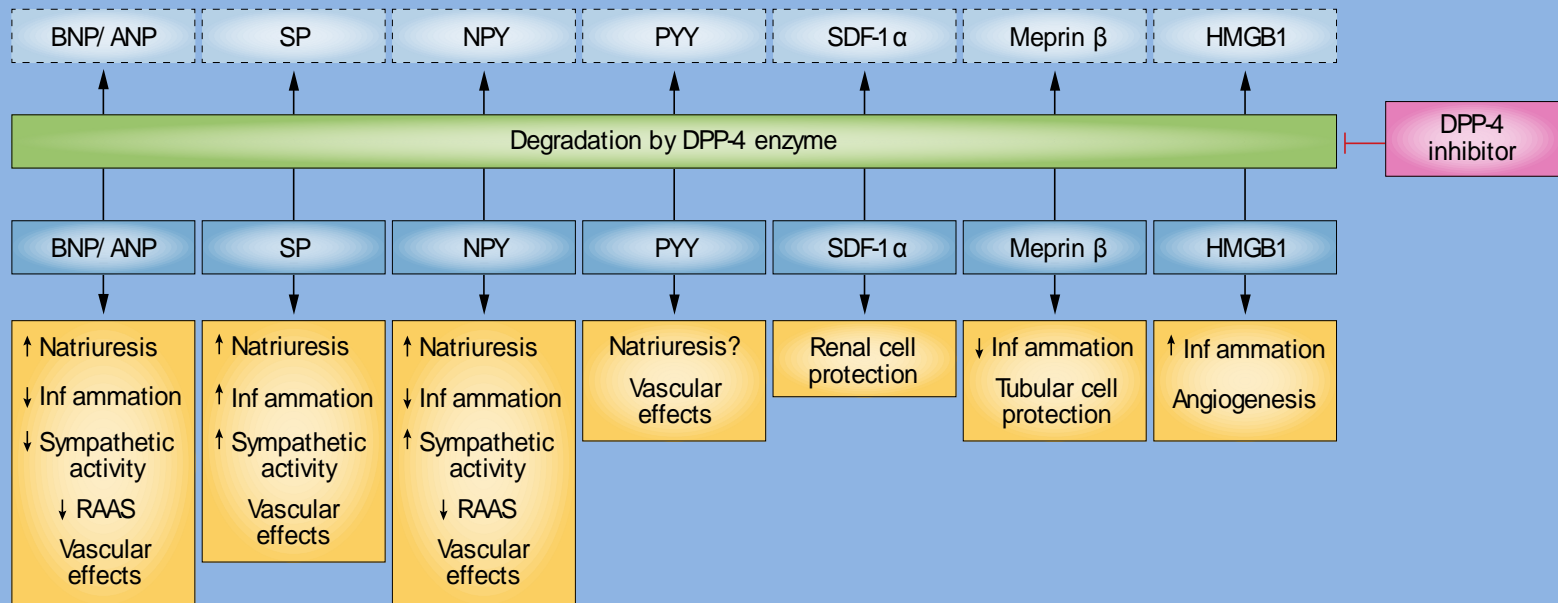 BNP/ ANP
SP
NPY
PYY
SDF-1α
Meprin β
HMGB1
Degradation by DPP-4 enzyme
DPP-4
inhibitor
BNP/ ANP
SP
NPY
PYY
SDF-1α
Meprin β
HMGB1
↑ Natriuresis
↓ Inf ammation
↓ Sympathetic
activity
↓ RAAS
Vascular
effects
↑ Natriuresis
↑ Inf ammation
↑ Sympathetic
activity
Vascular
effects
↑ Natriuresis
↓ Inf ammation
↑ Sympathetic
activity
↓ RAAS
Vascular
effects
Natriuresis?
Vascular
effects
Renal cell
protection
↓ Inf ammation
Tubular cell
protection
↑ Inf ammation
Angiogenesis